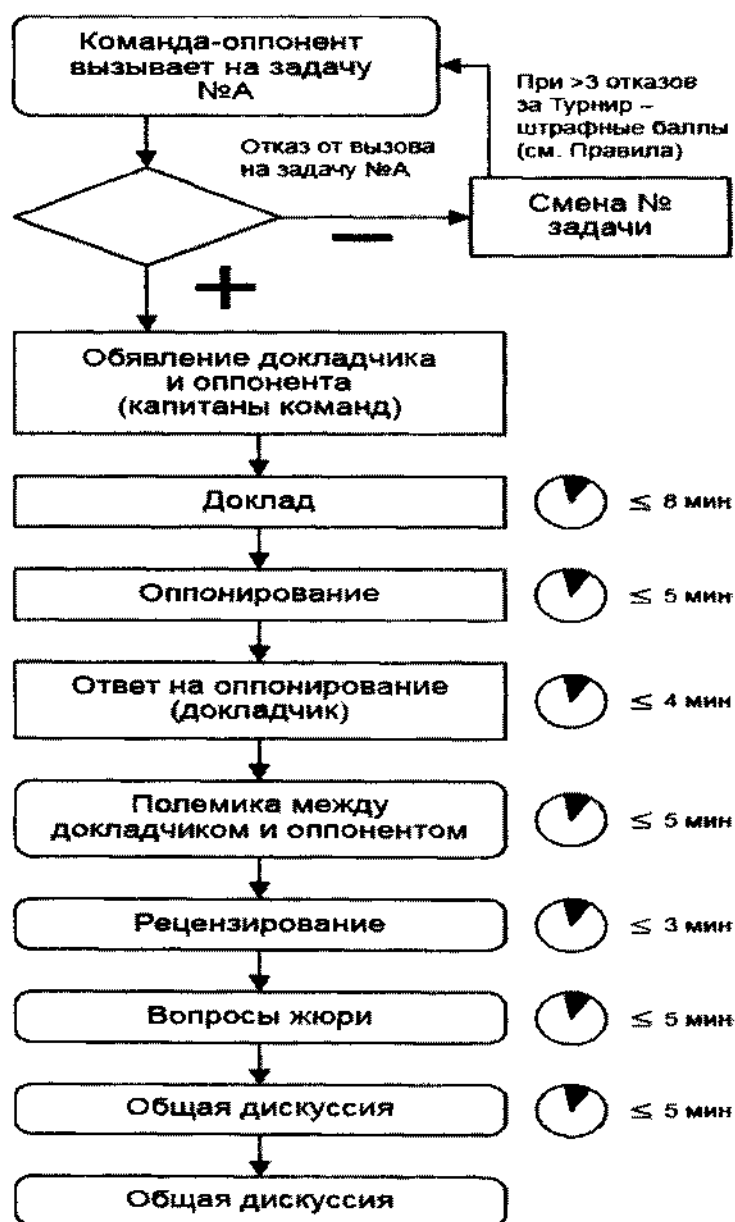 Команда-оппонент
вызывает на задачу
№А
При >3 отказов
за Турнир –
штрафные баллы
(см. Правила)
Отказ от вызова
на задачу №А
Смена №
задачи
Обявление докладчика
и оппонента
(капитаны команд)
Доклад
≤ 8 мин
Оппонирование
≤ 5 мин
Ответ на оппонирование
(докладчик)
≤ 4 мин
Полемика между
докладчиком и оппонентом
≤ 5 мин
Рецензирование
≤ 3 мин
Вопросы жюри
≤ 5 мин
Общая дискуссия
≤ 5 мин
Общая дискуссия